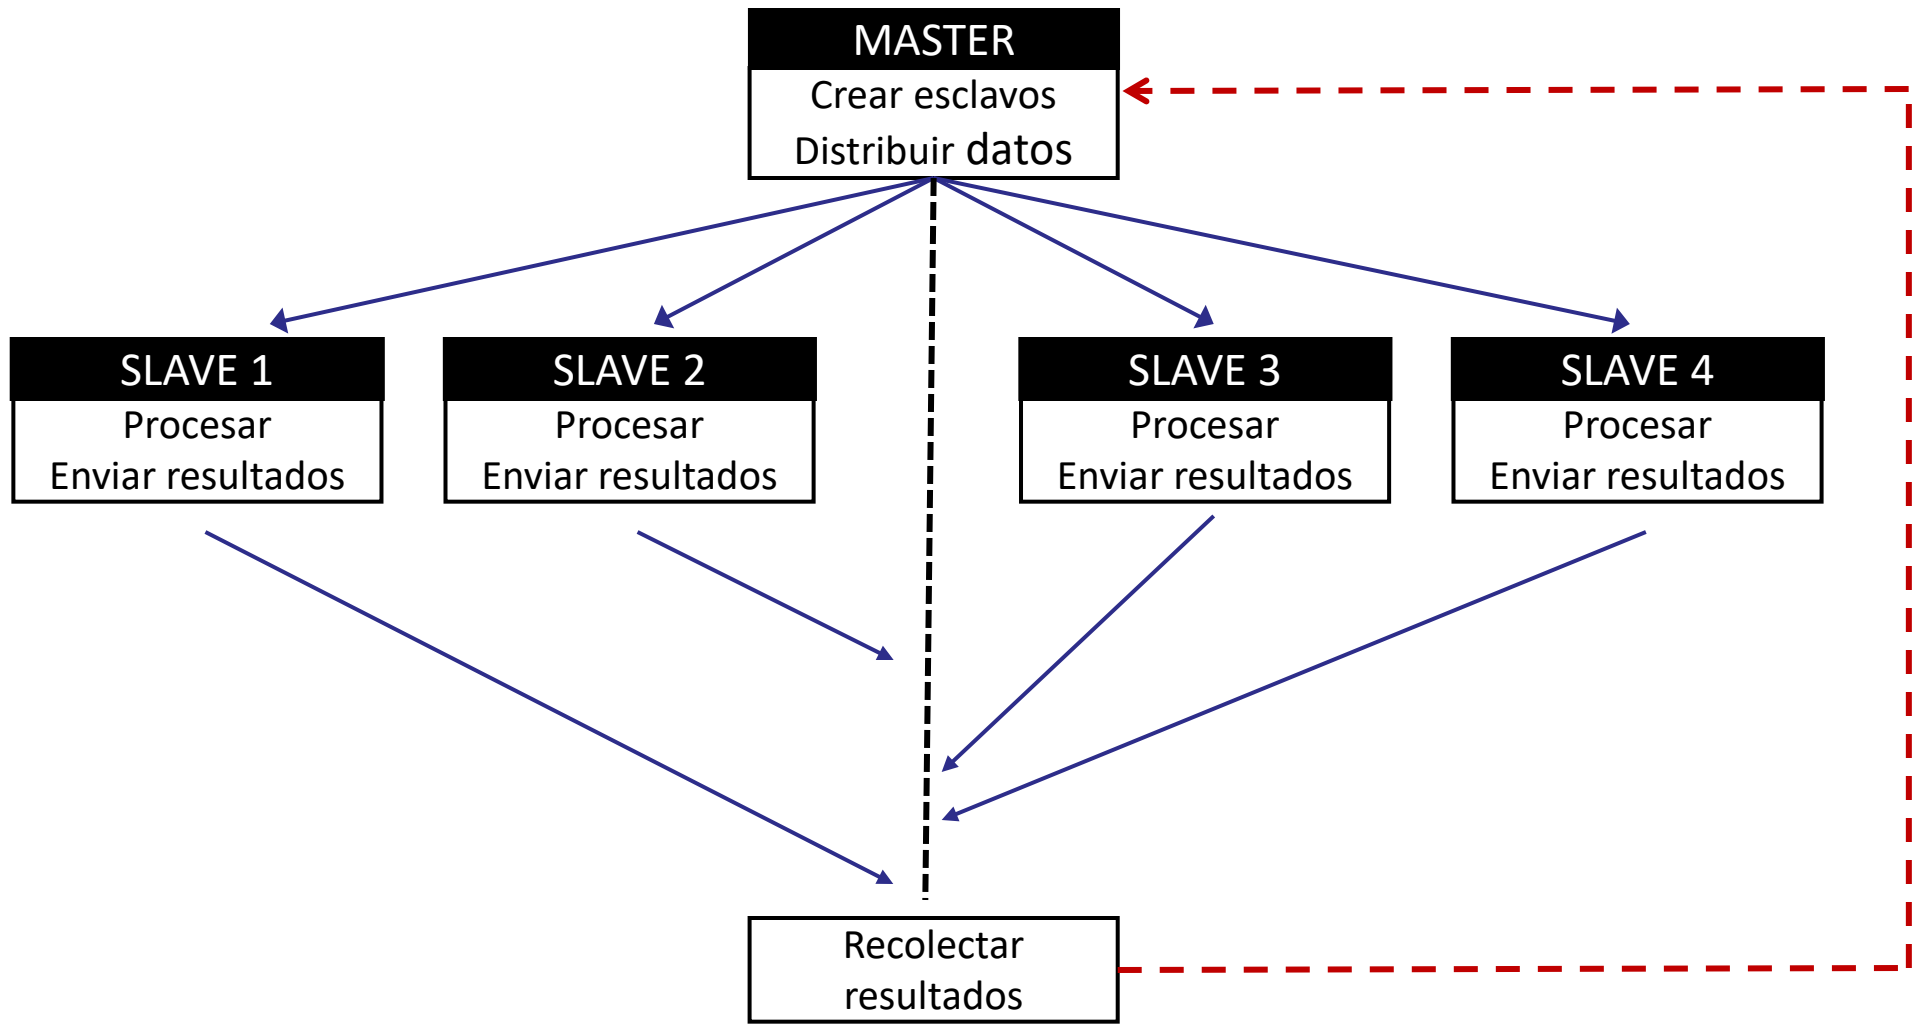 MASTER
Crear esclavos
Distribuir datos
SLAVE 1
Procesar
Enviar resultados
SLAVE 2
Procesar
Enviar resultados
SLAVE 3
Procesar
Enviar resultados
SLAVE 4
Procesar
Enviar resultados
Recolectar
resultados